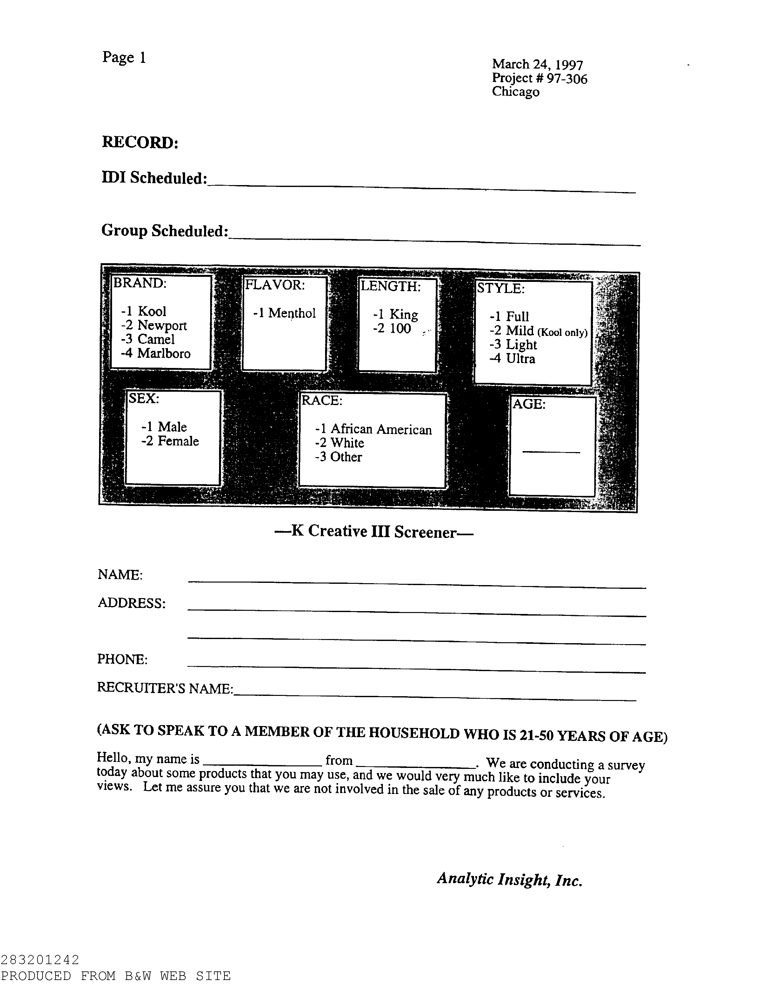 Page 1
March 24, 1997
Project # 97-306
Chicago
RECORD:
IDI Scheduled:
Group Scheduled:
BRAND:
-1 Kool
-2 Newport
-3 Camel
-4 Marlboro
FLAVOR:
-1 Menthol
LENGTH:
-1 King
-2 100
STYLE:
-1 Full
-2 Mild (Kool only)
-3 Light
-4 Ultra
SEX:
-1 Male
-2 Female
RACE:
-1 African American
-2 White
-3 Other
AGE:
—K Creative III Screener—
NAME:
ADDRESS:
PHONE:
RECRUITER'S NAME:
(ASK TO SPEAK TO A MEMBER OF THE HOUSEHOLD WHO IS 21-50 YEARS OF AGE)
Hello, my name is ____________________ from ____________________. We are conducting a survey
today about some products that you may use, and we would very much like to include your
views. Let me assure you that we are not involved in the sale of any products or services.
Analytic Insight, Inc.
283201242
PRODUCED FROM B&W WEB SITE